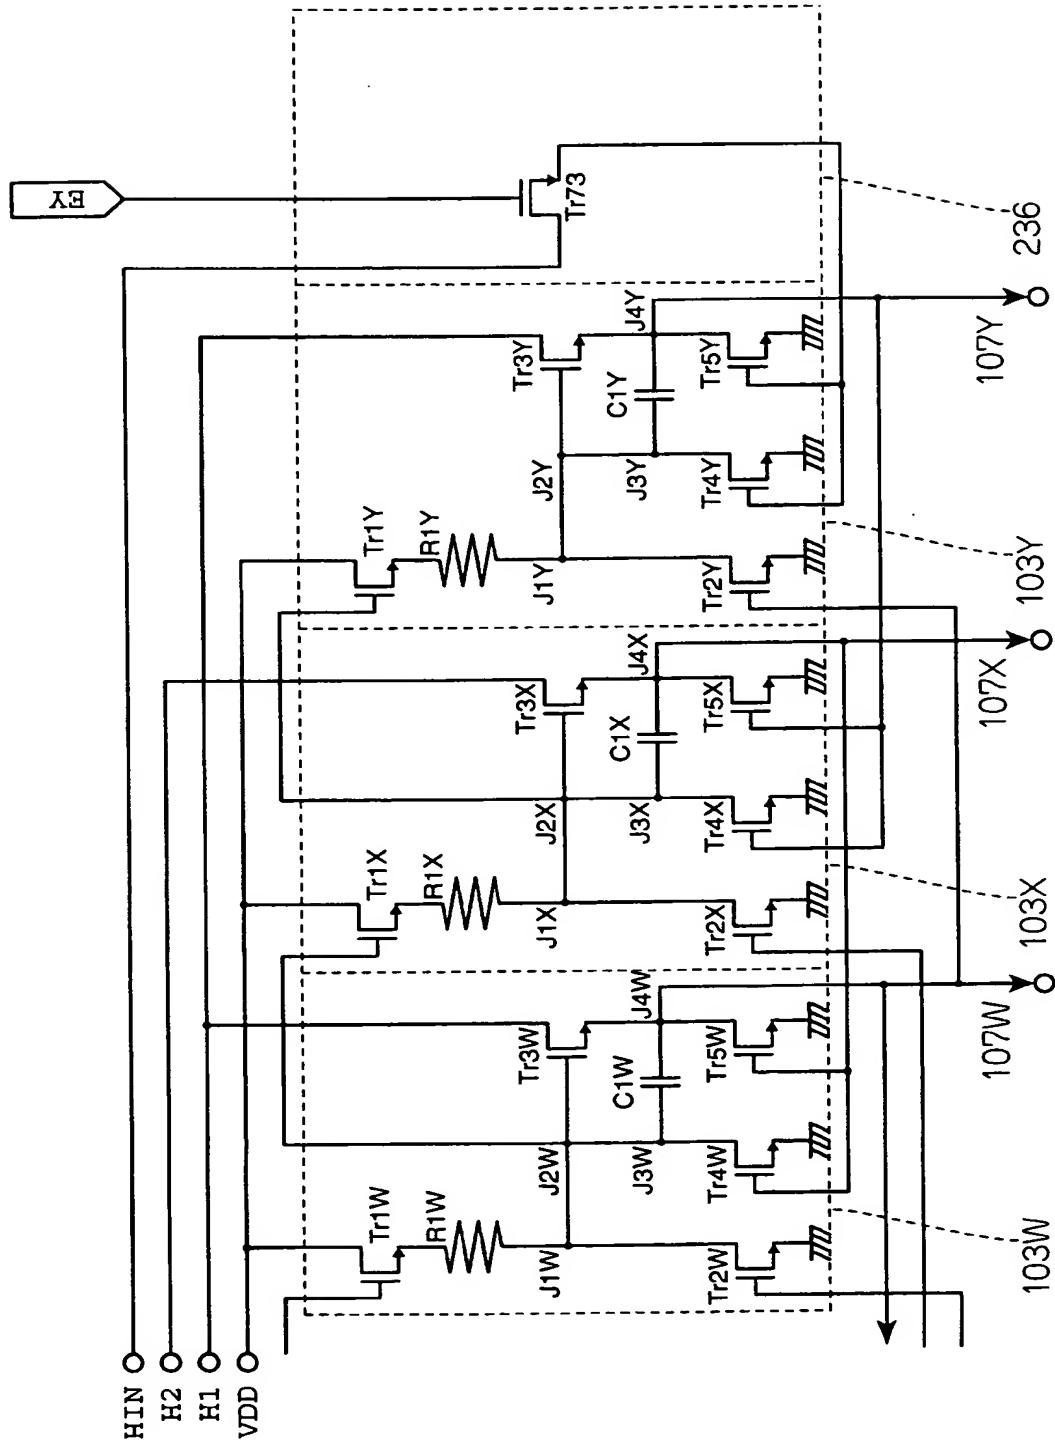 HIN
H2
H1
VDD
EY
Tr1W
R1W
J1W
Tr2W
J2W
J3W
Tr4W
Tr3W
C1W
J4W
Tr5W
Tr1X
R1X
J1X
Tr2X
J2X
J3X
Tr4X
Tr3X
C1X
J4X
Tr5X
Tr1Y
R1Y
J1Y
Tr2Y
J2Y
J3Y
Tr4Y
Tr3Y
C1Y
J4Y
Tr5Y
Tr73
103W
107W
103X
107X
103Y
107Y
236